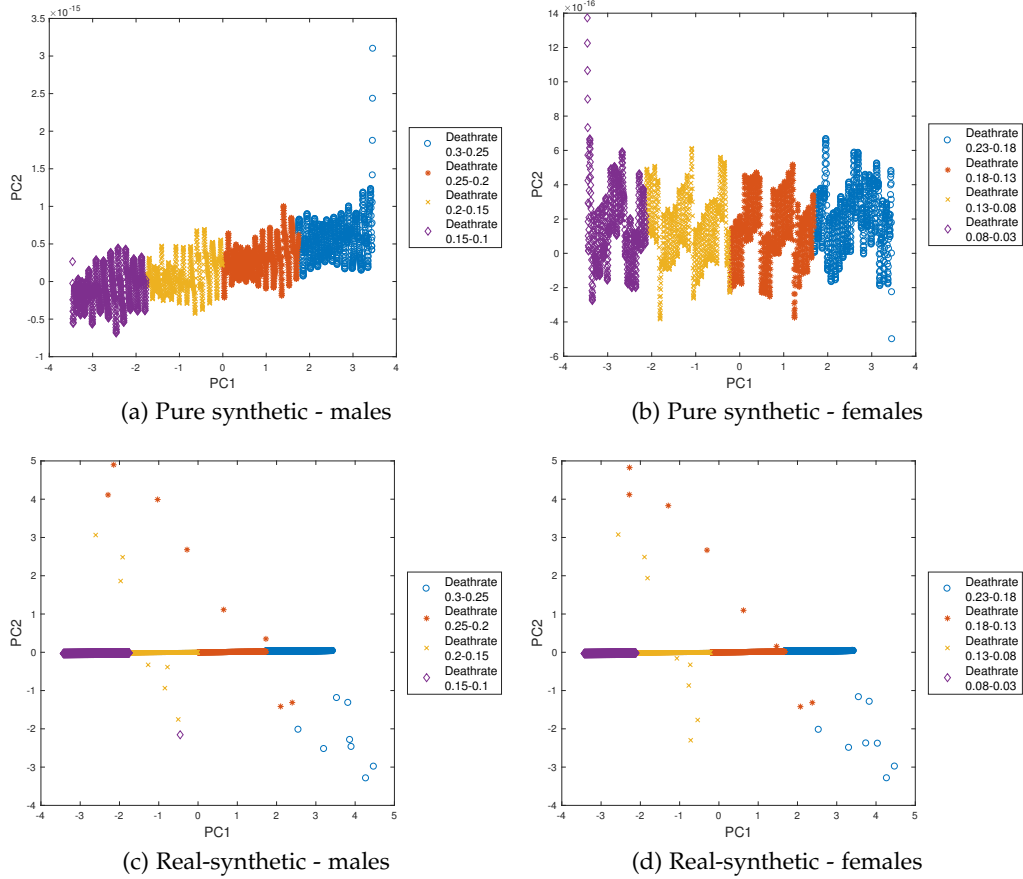 ×10⁻¹⁵
3.5
3
2.5
2
1.5
1
0.5
0
-0.5
-1
PC2
-4 -3 -2 -1 0 1 2 3 4
PC1
Deathrate
0.3-0.25
Deathrate
0.25-0.2
Deathrate
0.2-0.15
Deathrate
0.15-0.1
(a) Pure synthetic - males
×10⁻¹⁶
14
12
10
8
6
4
2
0
-2
-4
-6
PC2
-4 -3 -2 -1 0 1 2 3 4
PC1
Deathrate
0.23-0.18
Deathrate
0.18-0.13
Deathrate
0.13-0.08
Deathrate
0.08-0.03
(b) Pure synthetic - females
5
4
3
2
1
0
-1
-2
-3
-4
PC2
-4 -3 -2 -1 0 1 2 3 4 5
PC1
Deathrate
0.3-0.25
Deathrate
0.25-0.2
Deathrate
0.2-0.15
Deathrate
0.15-0.1
(c) Real-synthetic - males
5
4
3
2
1
0
-1
-2
-3
-4
PC2
-4 -3 -2 -1 0 1 2 3 4 5
PC1
Deathrate
0.23-0.18
Deathrate
0.18-0.13
Deathrate
0.13-0.08
Deathrate
0.08-0.03
(d) Real-synthetic - females